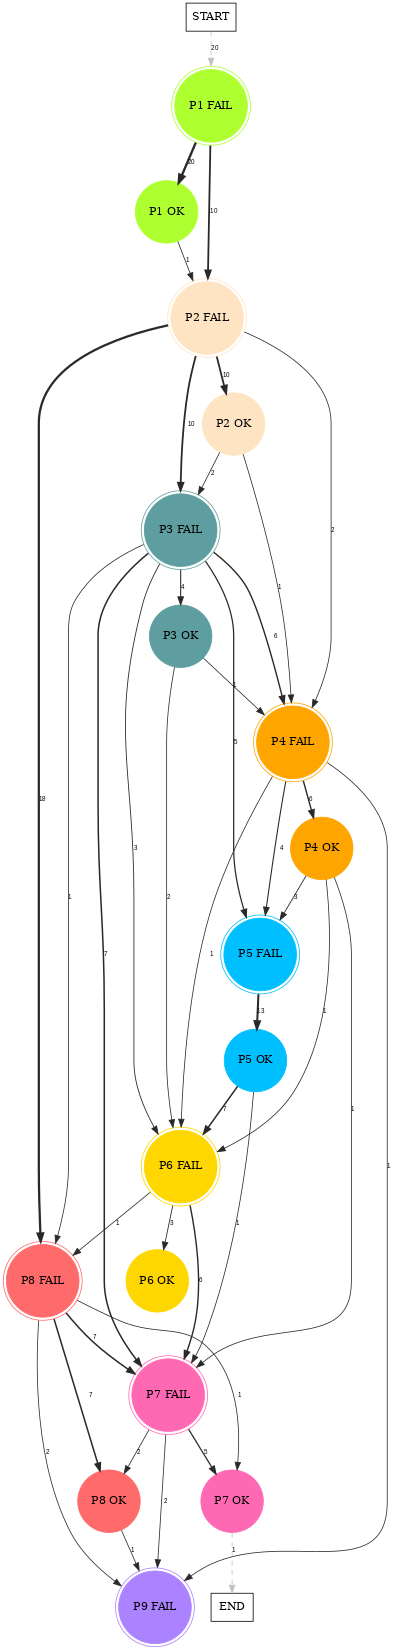 START
20
P1 FAIL
20
10
P1 OK
1
P2 FAIL
10
10
2
P2 OK
2
1
P3 FAIL
4
6
5
P3 OK
1
P4 FAIL
18
1
7
3
2
1
4
6
P4 OK
3
P5 FAIL
13
1
P5 OK
7
1
1
1
P6 FAIL
1
3
6
P8 FAIL
P6 OK
7
7
1
P7 FAIL
2
5
2
2
P8 OK
P7 OK
1
1
P9 FAIL
END